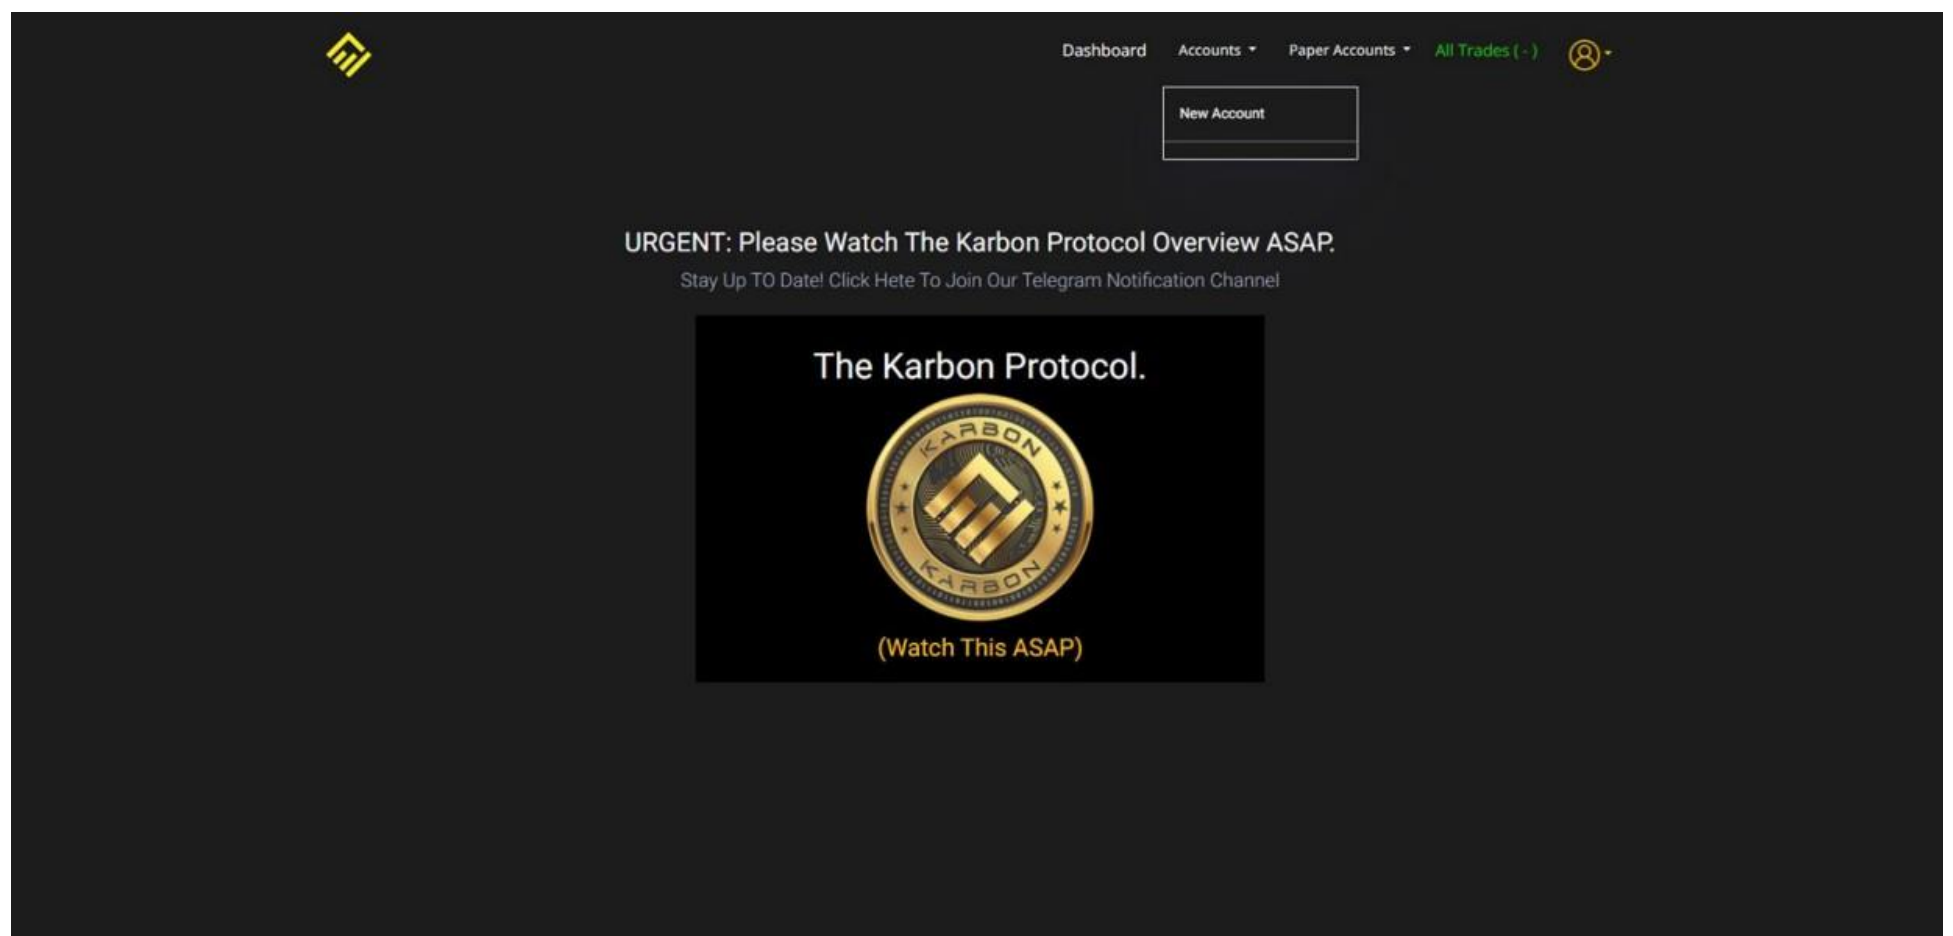 Dashboard Accounts Paper Accounts All Trades ( - )
New Account
URGENT: Please Watch The Karbon Protocol Overview ASAP.
Stay Up TO Date! Click Hete To Join Our Telegram Notification Channel
The Karbon Protocol.
KARBON
KARBON
(Watch This ASAP)